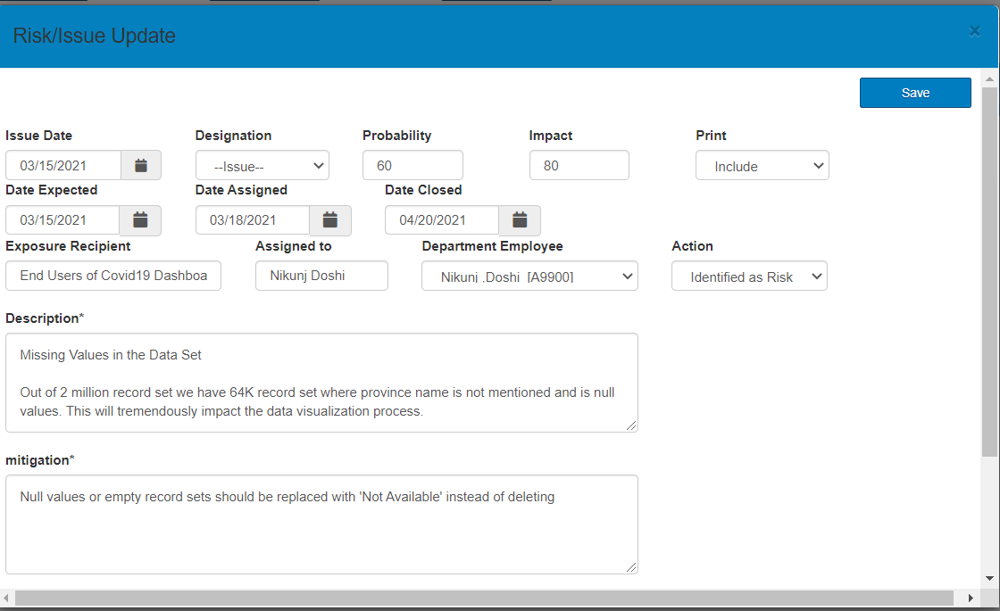 Risk/Issue Update
×
Save
Issue Date Designation Probability Impact Print
03/15/2021 --Issue-- 60 80 Include
Date Expected Date Assigned Date Closed
03/15/2021 03/18/2021 04/20/2021
Exposure Recipient Assigned to Department Employee Action
End Users of Covid19 Dashboa Nikunj Doshi Nikunj .Doshi [A9900] Identified as Risk
Description*
Missing Values in the Data Set
Out of 2 million record set we have 64K record set where province name is not mentioned and is null
values. This will tremendously impact the data visualization process.
mitigation*
Null values or empty record sets should be replaced with 'Not Available' instead of deleting